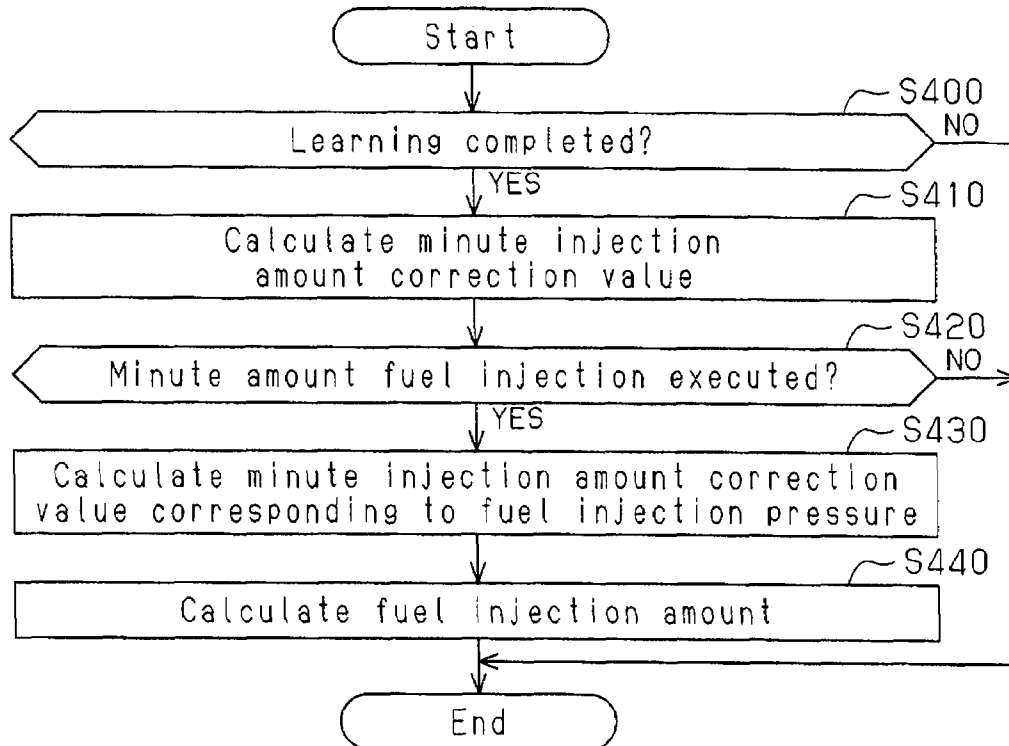 Start
S400
Learning completed?
NO
YES
S410
Calculate minute injection
amount correction value
S420
Minute amount fuel injection executed?
NO
YES
S430
Calculate minute injection amount correction
value corresponding to fuel injection pressure
S440
Calculate fuel injection amount
End